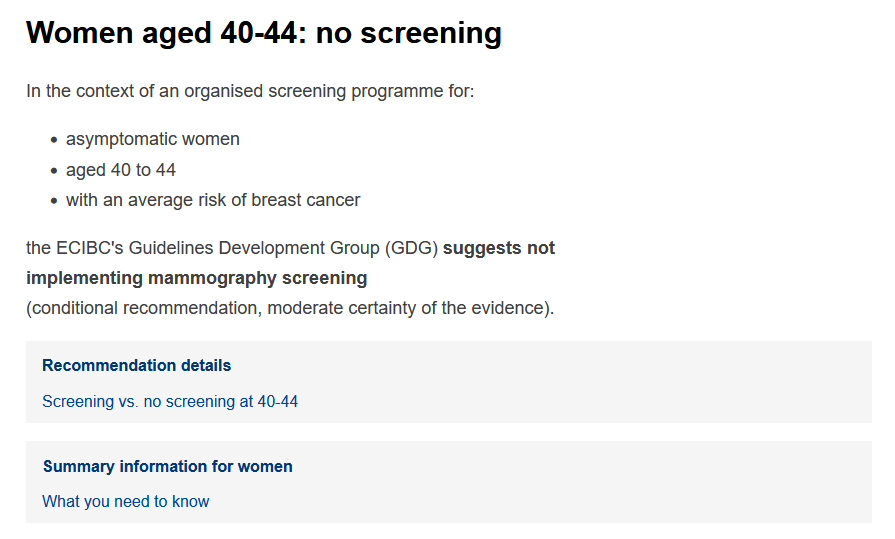 Women aged 40-44: no screening
In the context of an organised screening programme for:
• asymptomatic women
• aged 40 to 44
• with an average risk of breast cancer
the ECIBC's Guidelines Development Group (GDG) suggests not
implementing mammography screening
(conditional recommendation, moderate certainty of the evidence).
Recommendation details
Screening vs. no screening at 40-44
Summary information for women
What you need to know